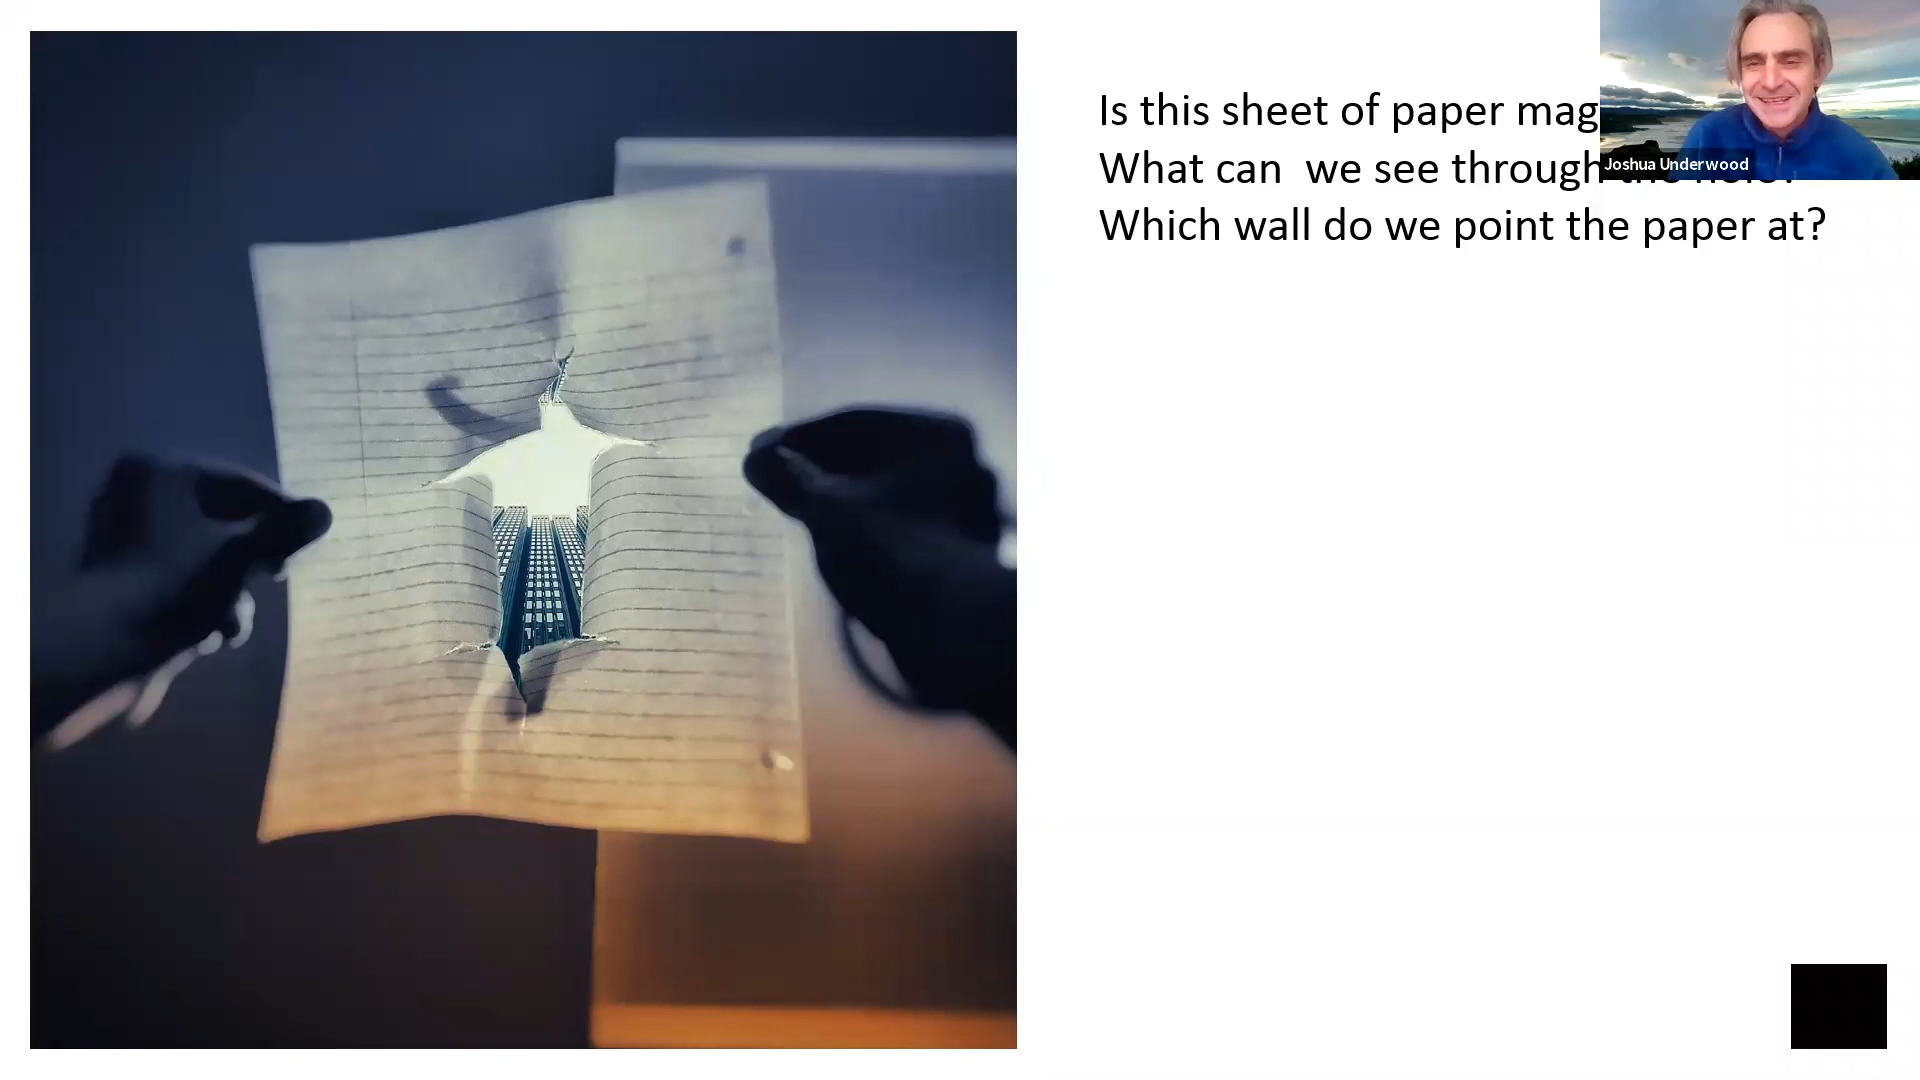 Is this sheet of paper mag
What can  we see through
Which wall do we point the paper at?
Joshua Underwood